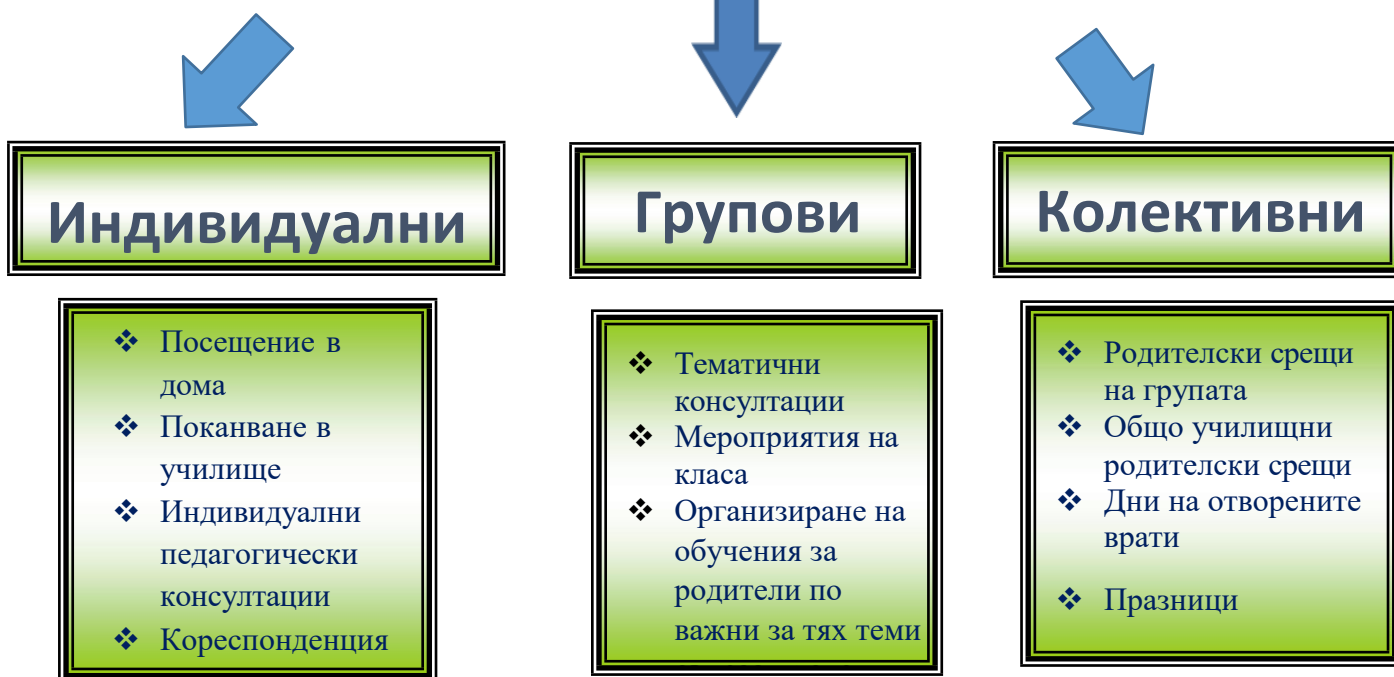 Индивидуални
❖ Посещение в
дома
❖ Поканване в
училище
❖ Индивидуални
педагогически
консултации
❖ Кореспонденция
Групови
❖ Тематични
консултации
❖ Мероприятия на
класа
❖ Организиране на
обучения за
родители по
важни за тях теми
Колективни
❖ Родителски срещи
на групата
❖ Общо училищни
родителски срещи
❖ Дни на отворените
врати
❖ Празници